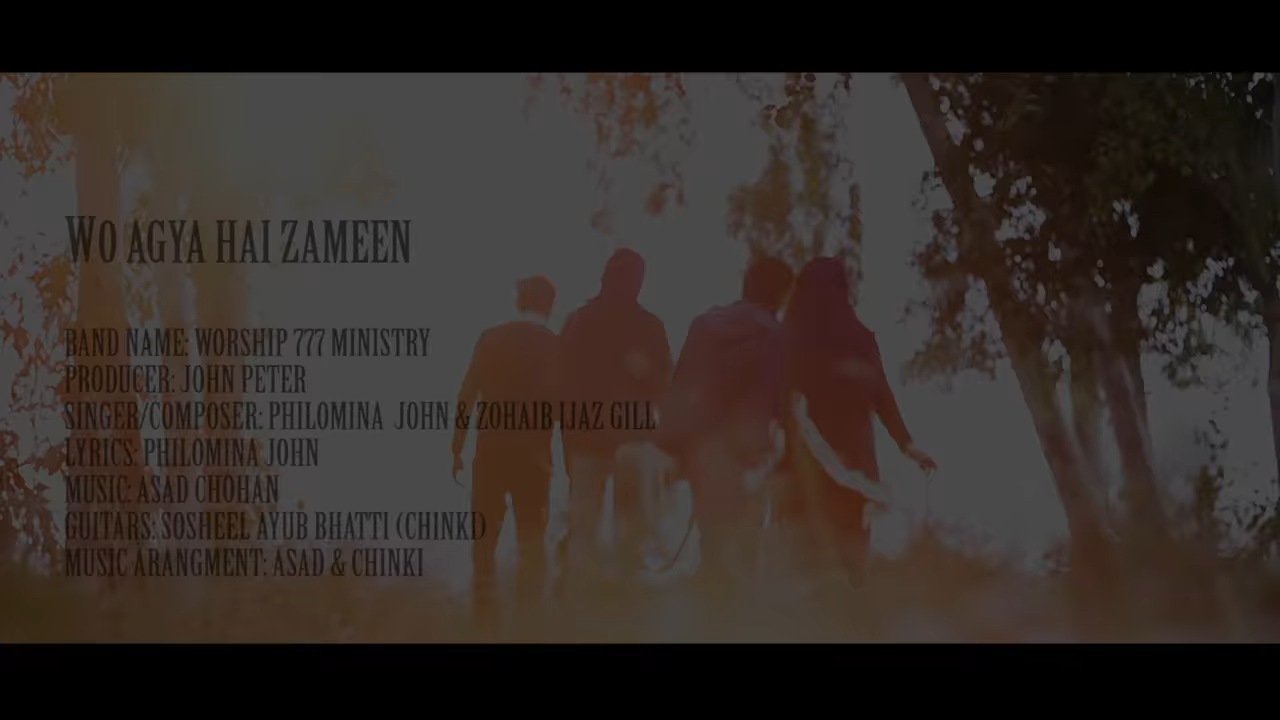 WO AGYA HAI ZAMEEN
BAND NAME: WORSHIP 777 MINISTRY
PRODUCER: JOHN PETER
SINGER/COMPOSER: PHILOMINA JOHN & ZOHAIB IJAZ GILL
LYRICS: PHILOMINA JOHN
MUSIC: ASAD CHOHAN
GUITARS: SOSHEEL AYUB BHATTI (CHINKI)
MUSIC ARANGMENT: ASAD & CHINKI